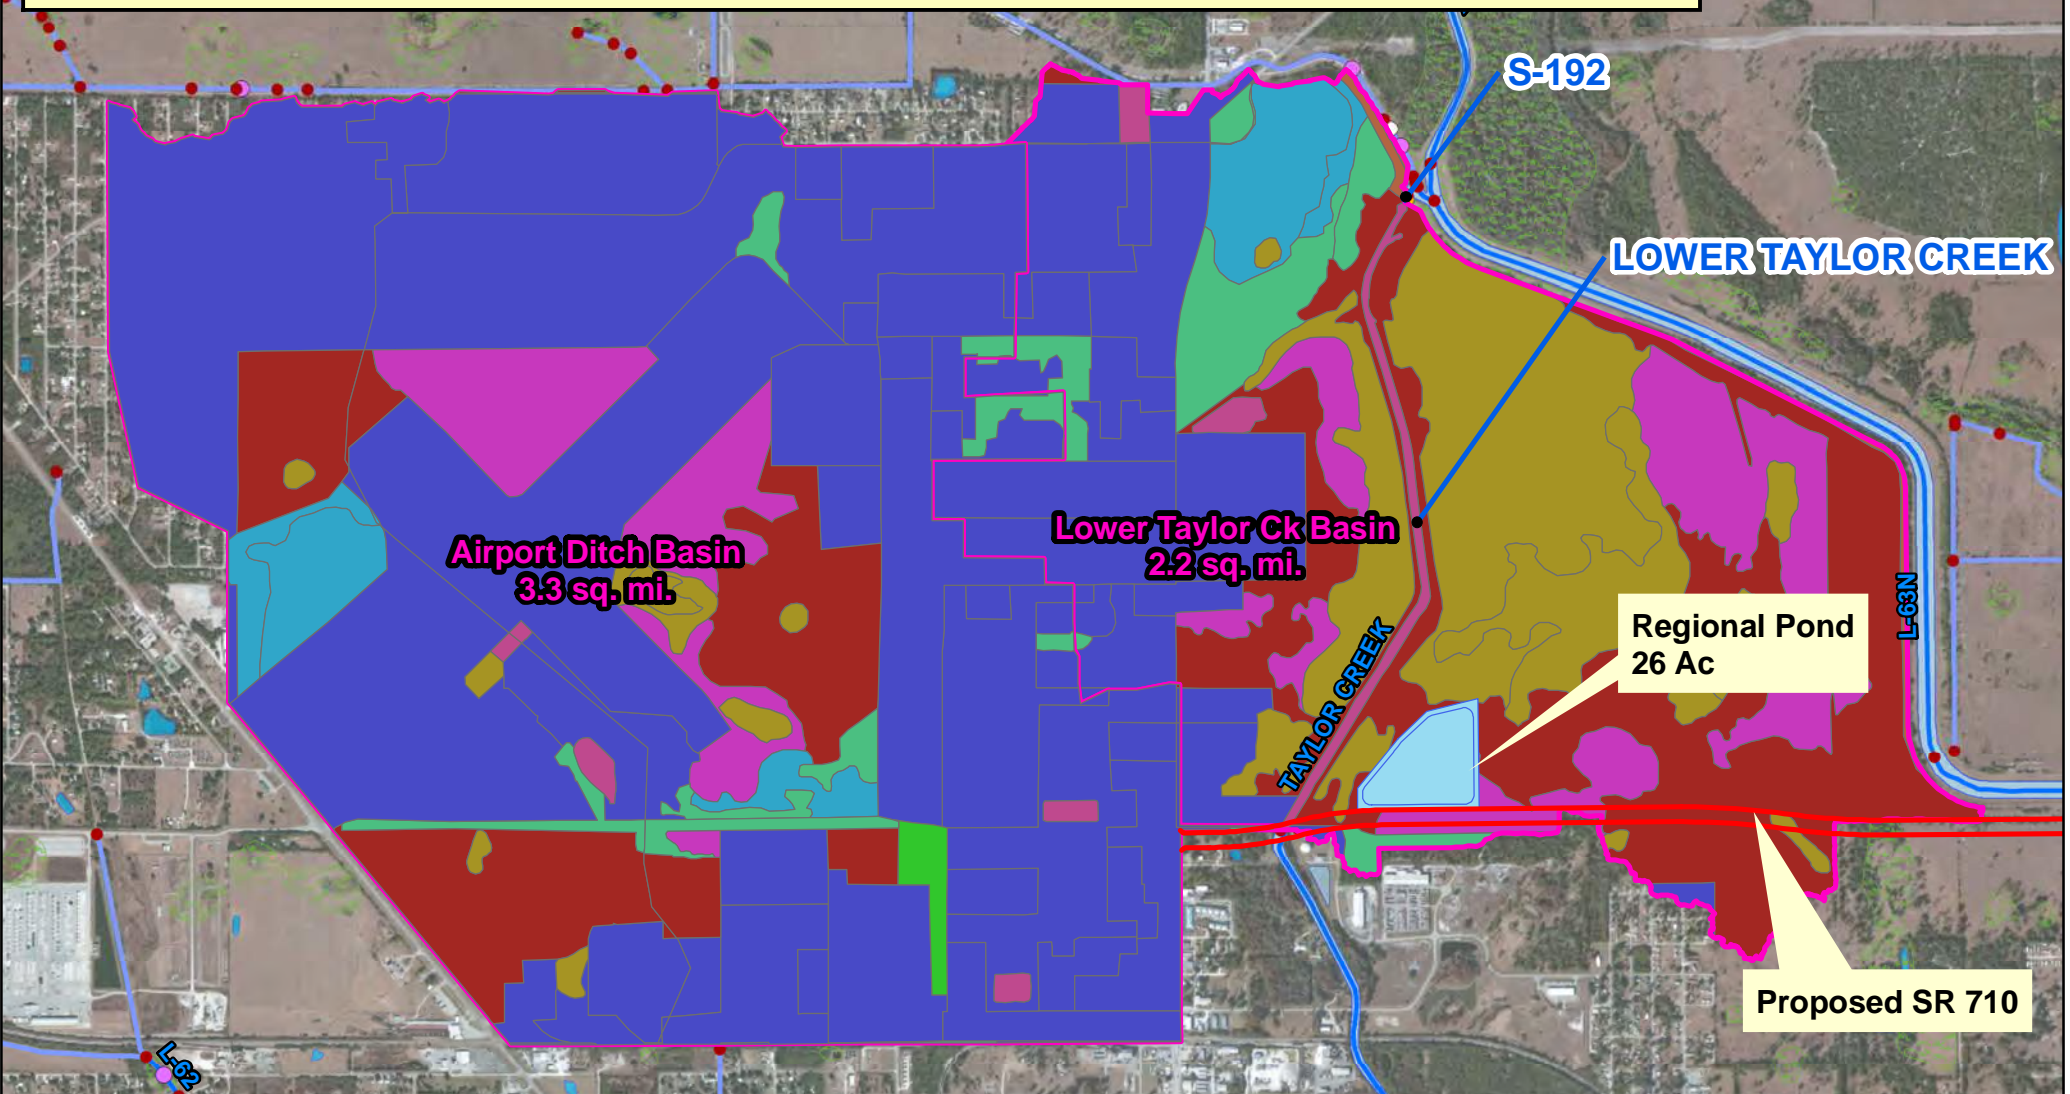 S-192
LOWER TAYLOR CREEK
Airport Ditch Basin
3.3 sq. mi.
Lower Taylor Ck Basin
2.2 sq. mi.
L-63N
Regional Pond
26 Ac
TAYLOR CREEK
Proposed SR 710
L-62